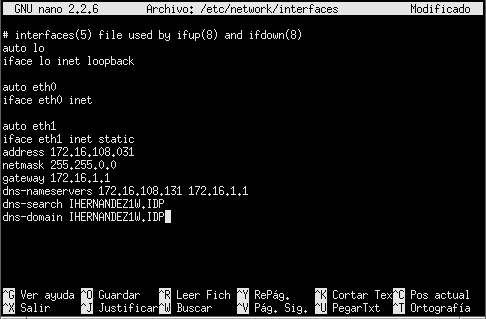 GNU nano 2.2.6 Archivo: /etc/network/interfaces Modificado
# interfaces(5) file used by ifup(8) and ifdown(8)
auto lo
iface lo inet loopback
auto eth0
iface eth0 inet
auto eth1
iface eth1 inet static
address 172.16.108.031
netmask 255.255.0.0
gateway 172.16.1.1
dns-nameservers 172.16.108.131 172.16.1.1
dns-search IHERNANDEZ1W.IDP
dns-domain IHERNANDEZ1W.IDP
^G Ver ayuda ^O Guardar ^R Leer Fich ^Y RePág. ^K Cortar Tex ^C Pos actual
^X Salir ^J Justificar ^W Buscar ^V Pág. Sig. ^U PegarTxt ^T Ortografía